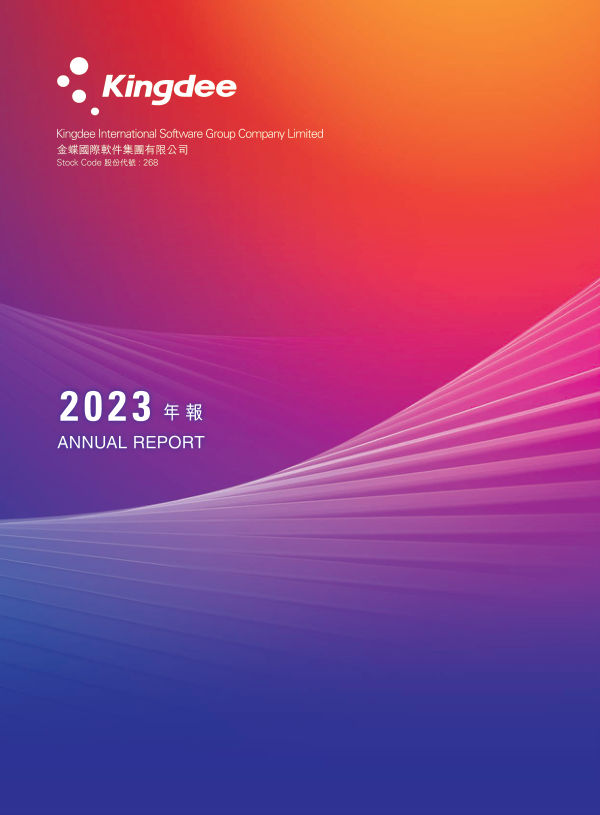 Kingdee
Kingdee International Software Group Company Limited
金蝶國際軟件集團有限公司
Stock Code 股份代號 : 268
2023 年報
ANNUAL REPORT